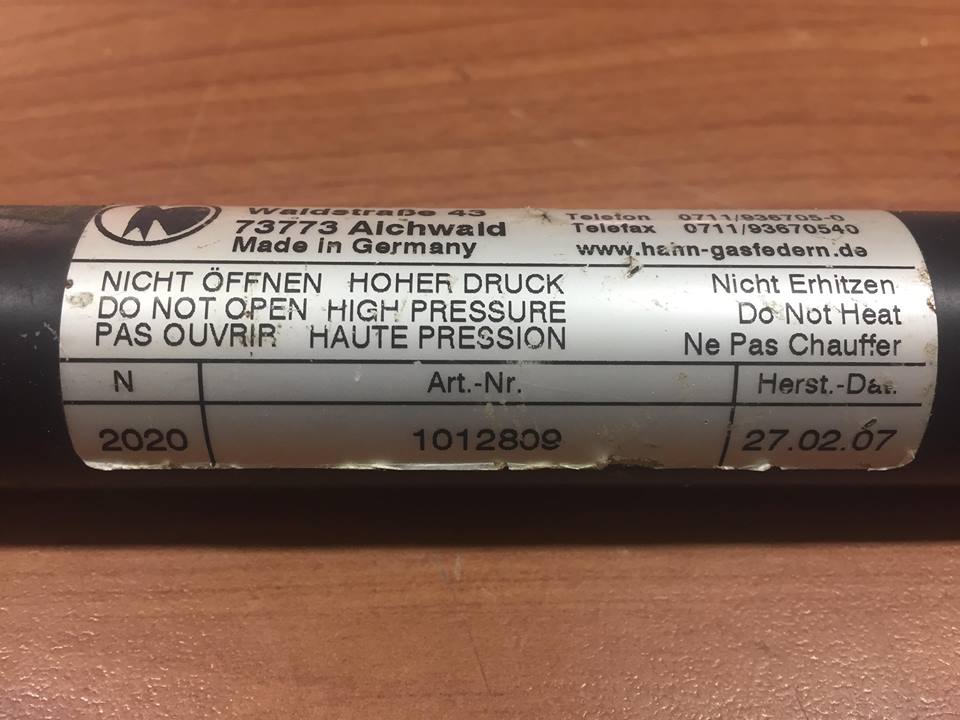 Waldstraße 43
73773 Aichwald
Made in Germany
Telefon 0711/936705-0
Telefax 0711/93670540
www.hahn-gasfedern.de
NICHT ÖFFNEN HOHER DRUCK
DO NOT OPEN HIGH PRESSURE
PAS OUVRIR HAUTE PRESSION
Nicht Erhitzen
Do Not Heat
Ne Pas Chauffer
N Art.-Nr. Herst.-Dat.
2020 1012809 27.02.07